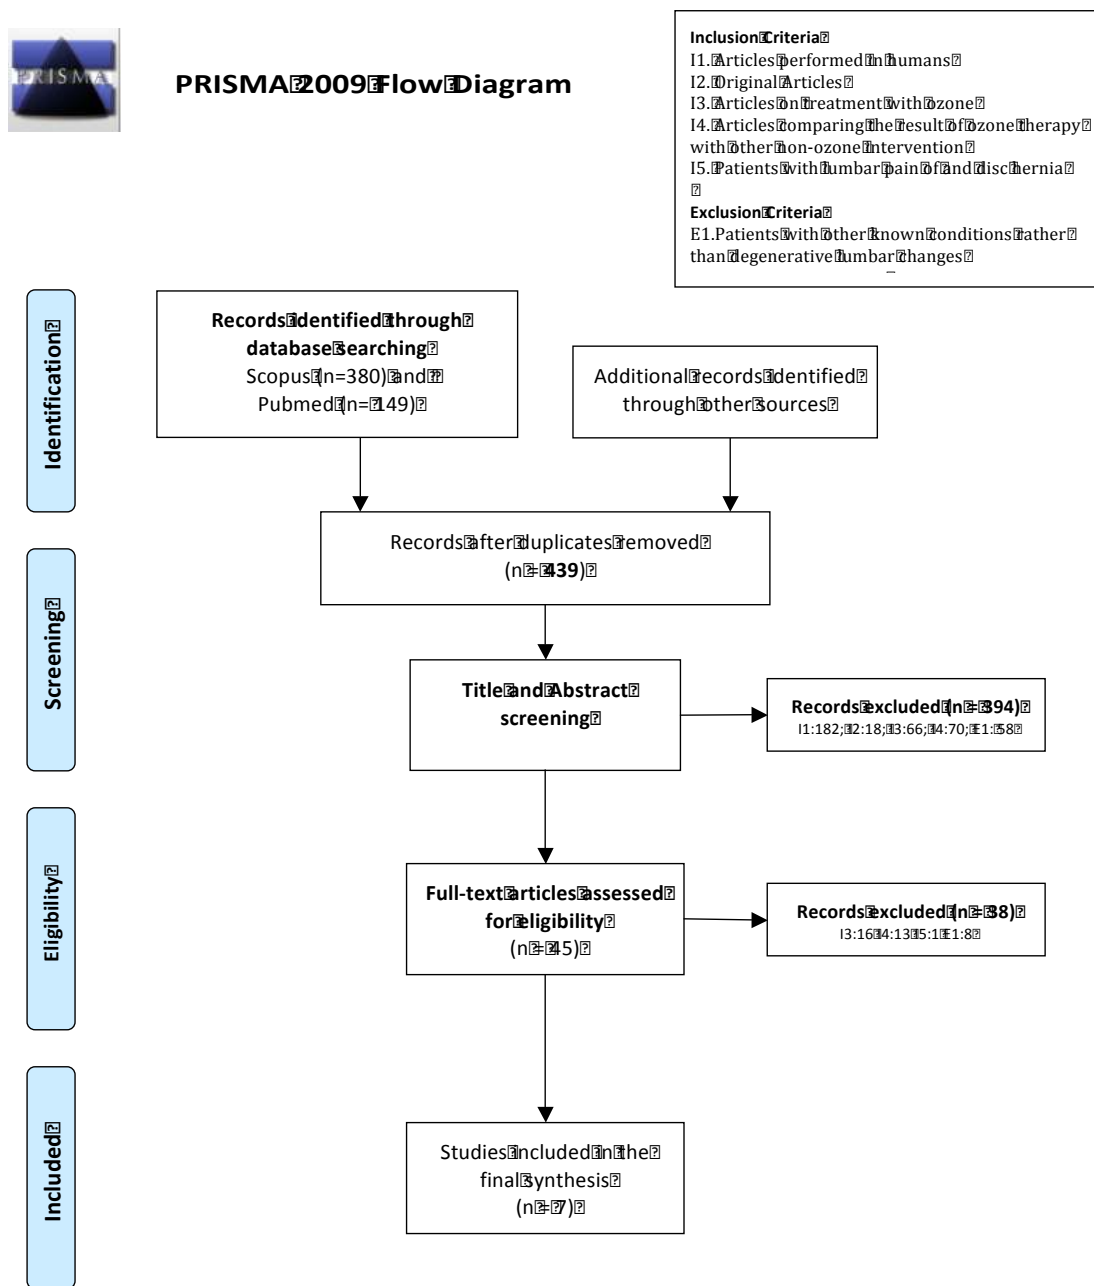 PRISMA
PRISMA 2009 Flow Diagram
Inclusion Criteria
I1. Articles performed in humans
I2. Original Articles
I3. Articles on treatment with ozone
I4. Articles comparing the result of ozone therapy
with other non-ozone intervention
I5. Patients with lumbar pain of and disc hernia
Exclusion Criteria
E1.Patients with other known conditions rather
than degenerative lumbar changes
Identification
Records identified through
database searching
Scopus (n=380) and
Pubmed (n= 149)
Additional records identified
through other sources
Records after duplicates removed
(n = 439)
Screening
Title and Abstract
screening
Records excluded (n = 394)
I1:182; I2:18; I3:66; I4:70; E1: 58
Eligibility
Full-text articles assessed
for eligibility
(n = 45)
Records excluded (n = 38)
I3:16 I4:13 I5:1 E1:8
Included
Studies included in the
final synthesis
(n = 7)